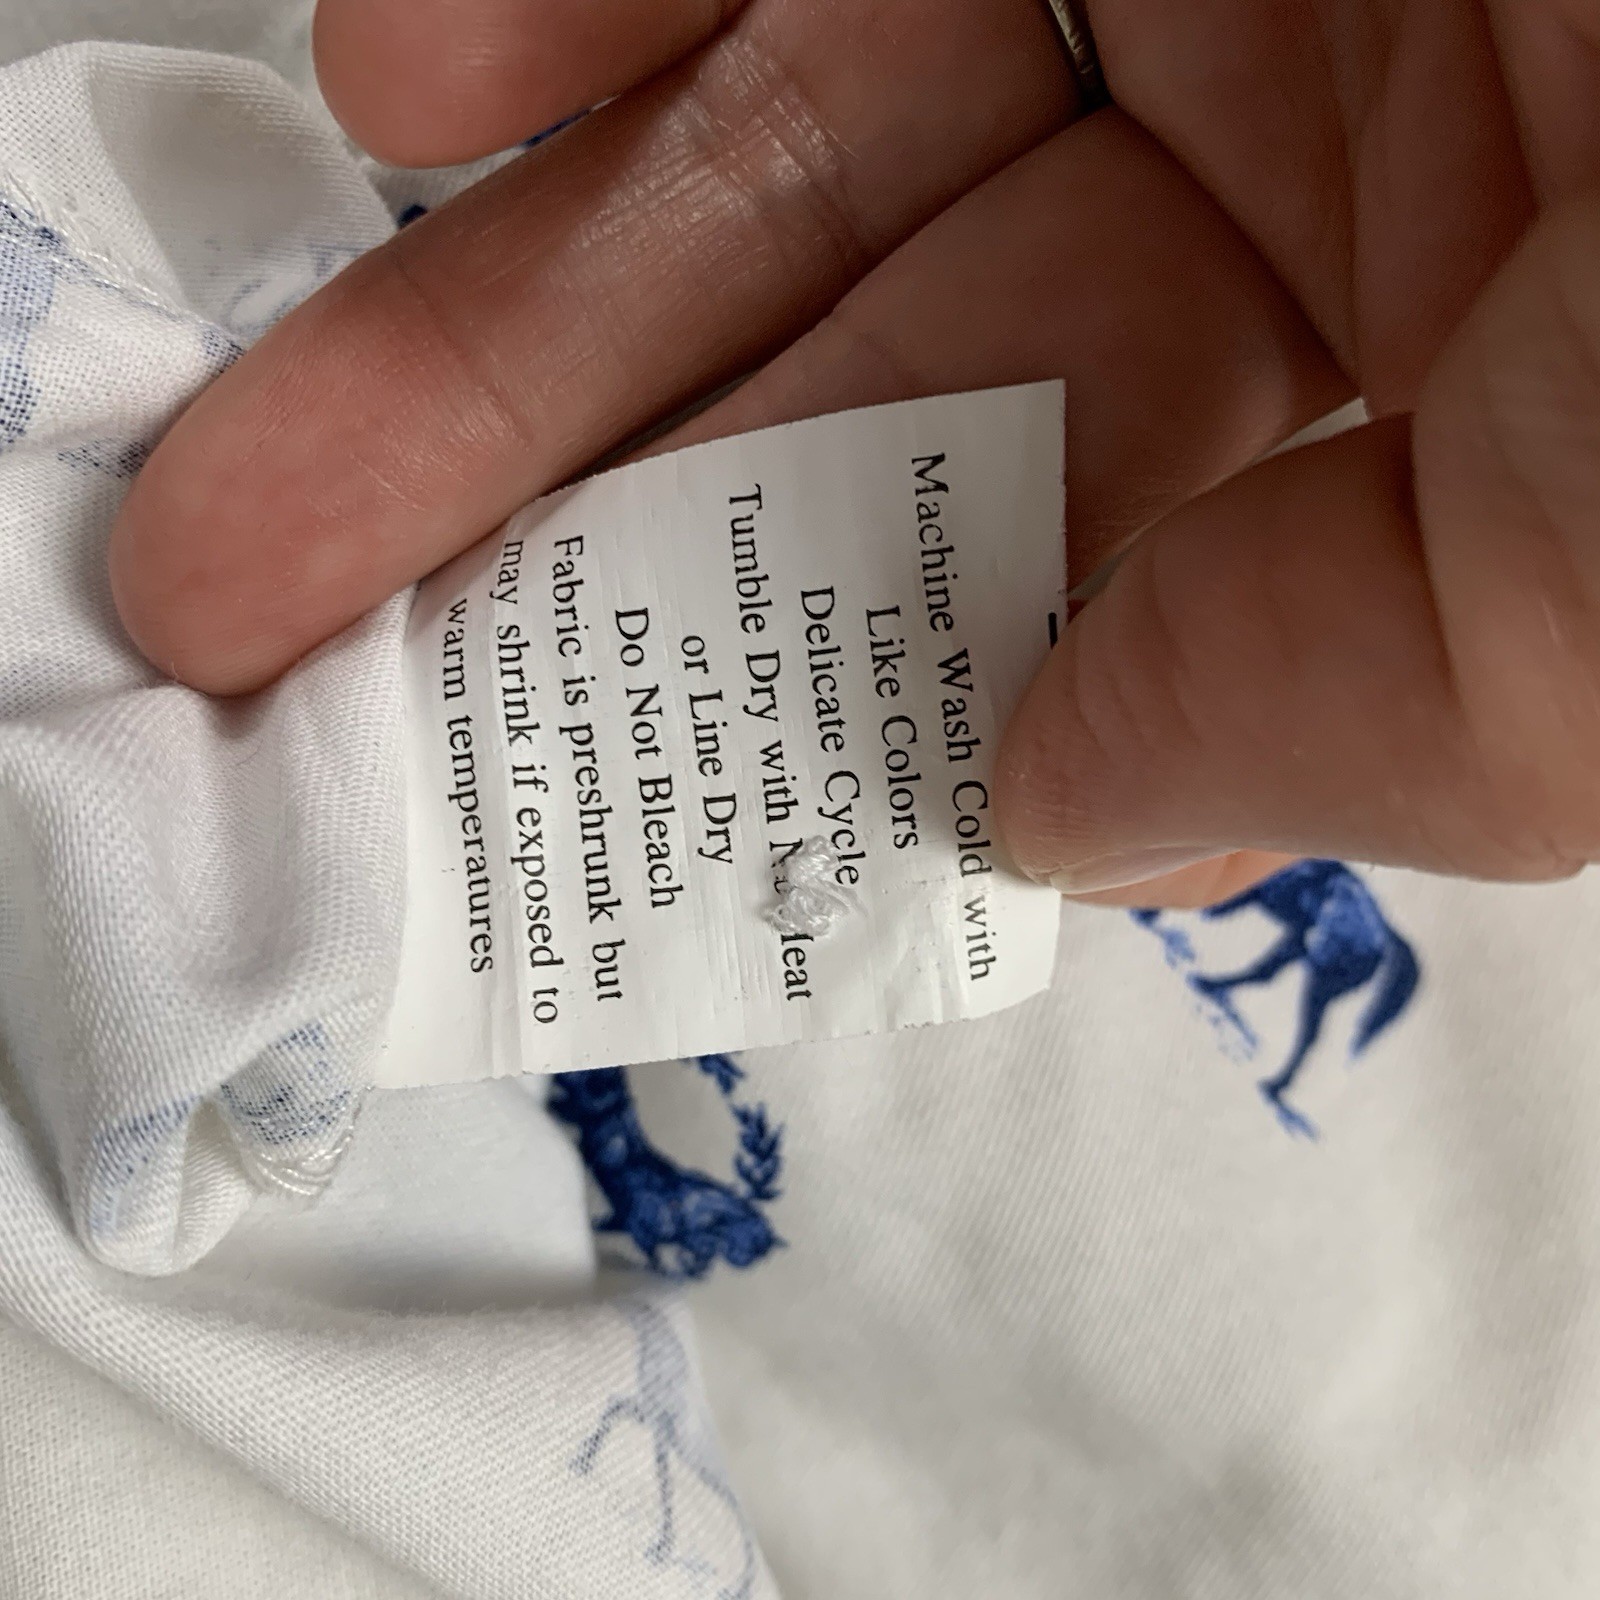 Machine Wash Cold with
Like Colors
Delicate Cycle
Tumble Dry with Heat
or Line Dry
Do Not Bleach
Fabric is preshrunk but
may shrink if exposed to
warm temperatures